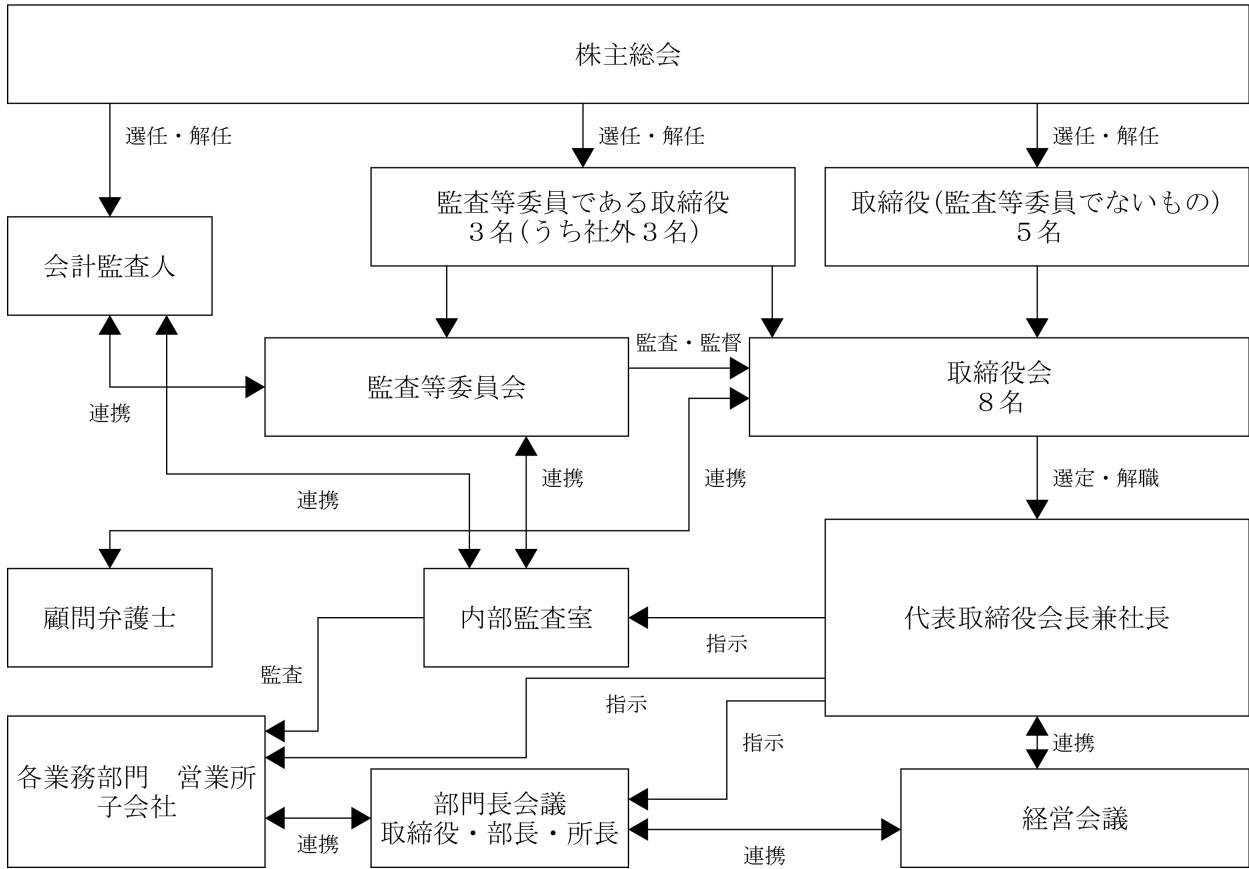 株主総会
選任・解任
選任・解任
選任・解任
監査等委員である取締役
3名(うち社外3名)
取締役(監査等委員でないもの)
5名
会計監査人
監査・監督
監査等委員会
取締役会
8名
連携
連携
連携
連携
選定・解職
顧問弁護士
内部監査室
代表取締役会長兼社長
指示
監査
指示
指示
連携
各業務部門　営業所
子会社
部門長会議
取締役・部長・所長
経営会議
連携
連携